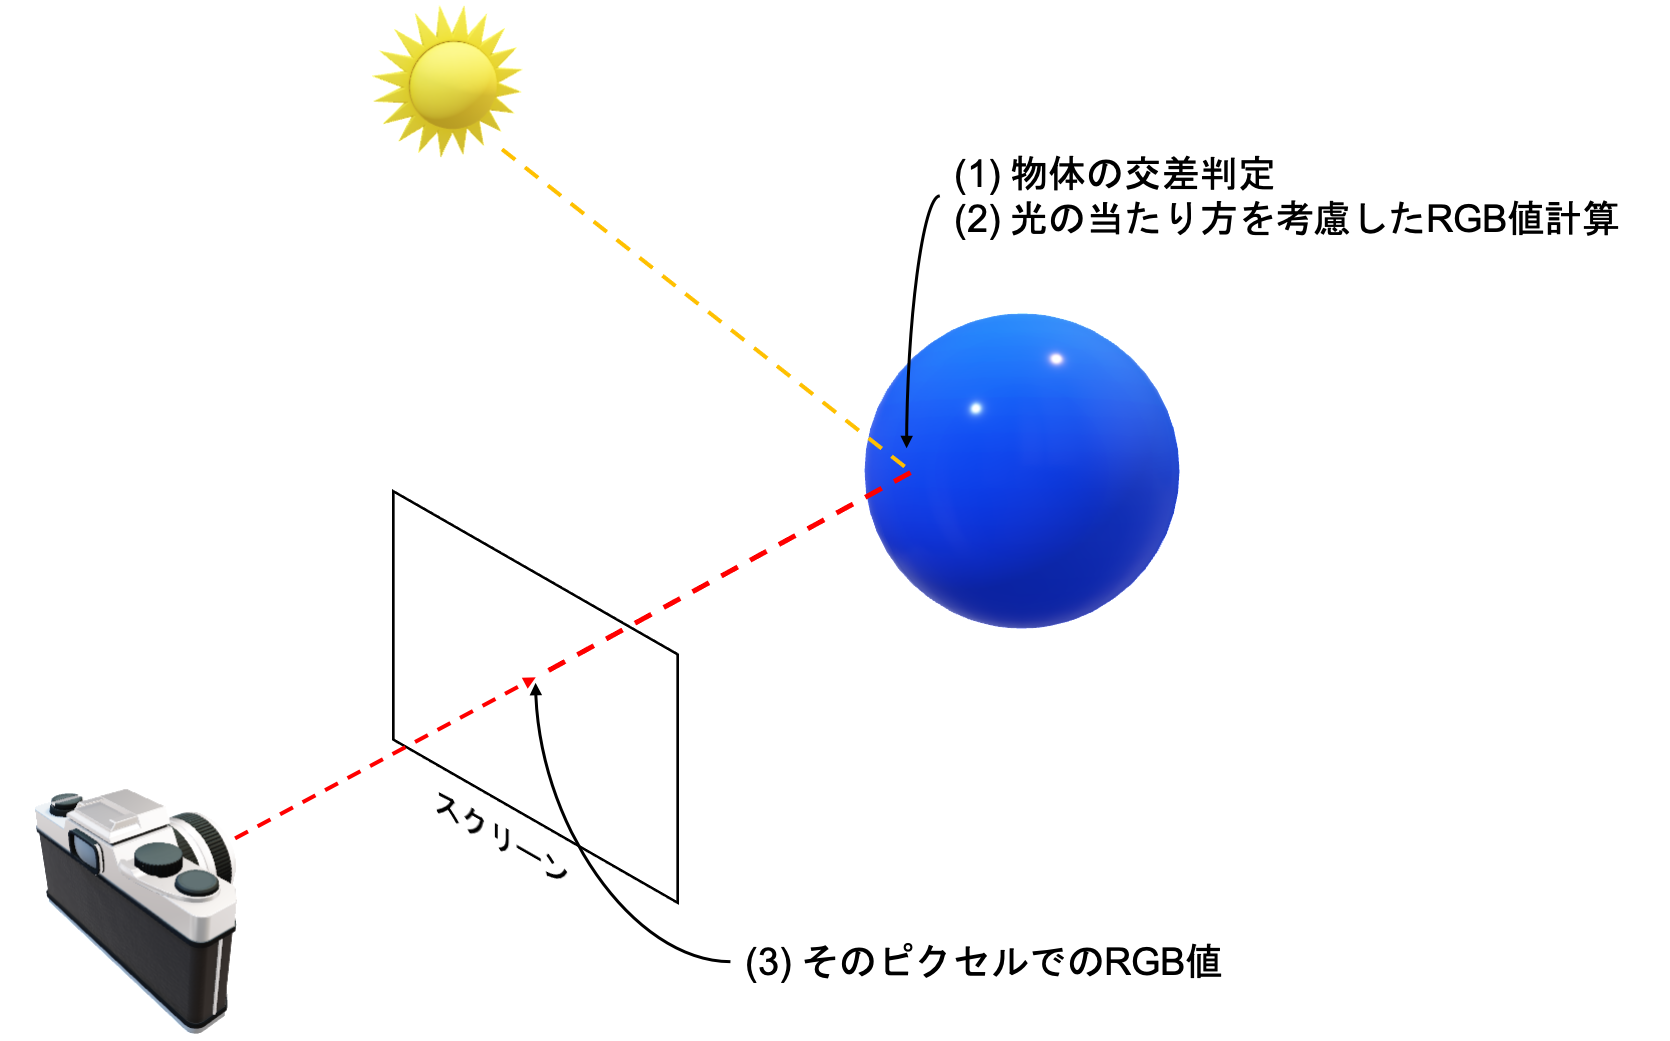 (1) 物体の交差判定
(2) 光の当たり方を考慮したRGB値計算
スクリーン
(3) そのピクセルでのRGB値